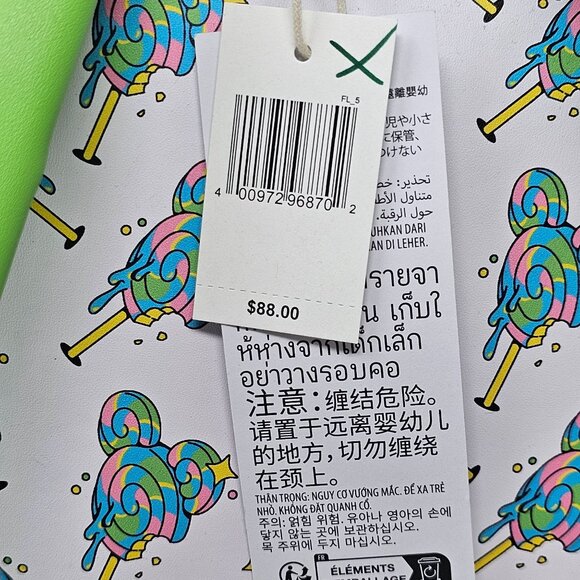 FL_5
4 00972 96870 2
$88.00
離嬰幼
児や小さ
に保管、
つけない
تحذير: خط
متناول الأط
حول الرقبة.
UHKAN DARI
AN DI LEHER.
รายจา
น เก็บใ
ห้ห่างจากเด็กเล็ก
อย่าวางรอบคอ
注意：缠结危险。
请置于远离婴幼儿
的地方，切勿缠绕
在颈上。
THẬN TRỌNG: NGUY CƠ VƯỚNG MẮC. ĐỂ XA TRẺ
NHỎ. KHÔNG ĐẶT QUANH CỔ.
주의: 얽힘 위험. 유아나 영아의 손에
닿지 않는 곳에 보관하십시오.
목 주위에 두지 마십시오.
FR
ÉLÉMENTS